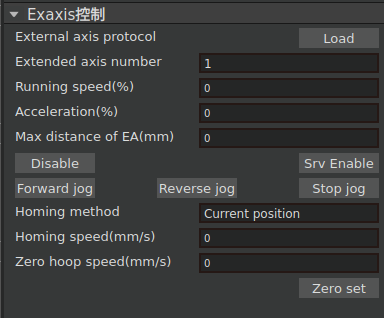 Exaxis控制
External axis protocol Load
Extended axis number 1
Running speed(%) 0
Acceleration(%) 0
Max distance of EA(mm) 0
Disable Srv Enable
Forward jog Reverse jog Stop jog
Homing method Current position
Homing speed(mm/s) 0
Zero hoop speed(mm/s) 0
Zero set